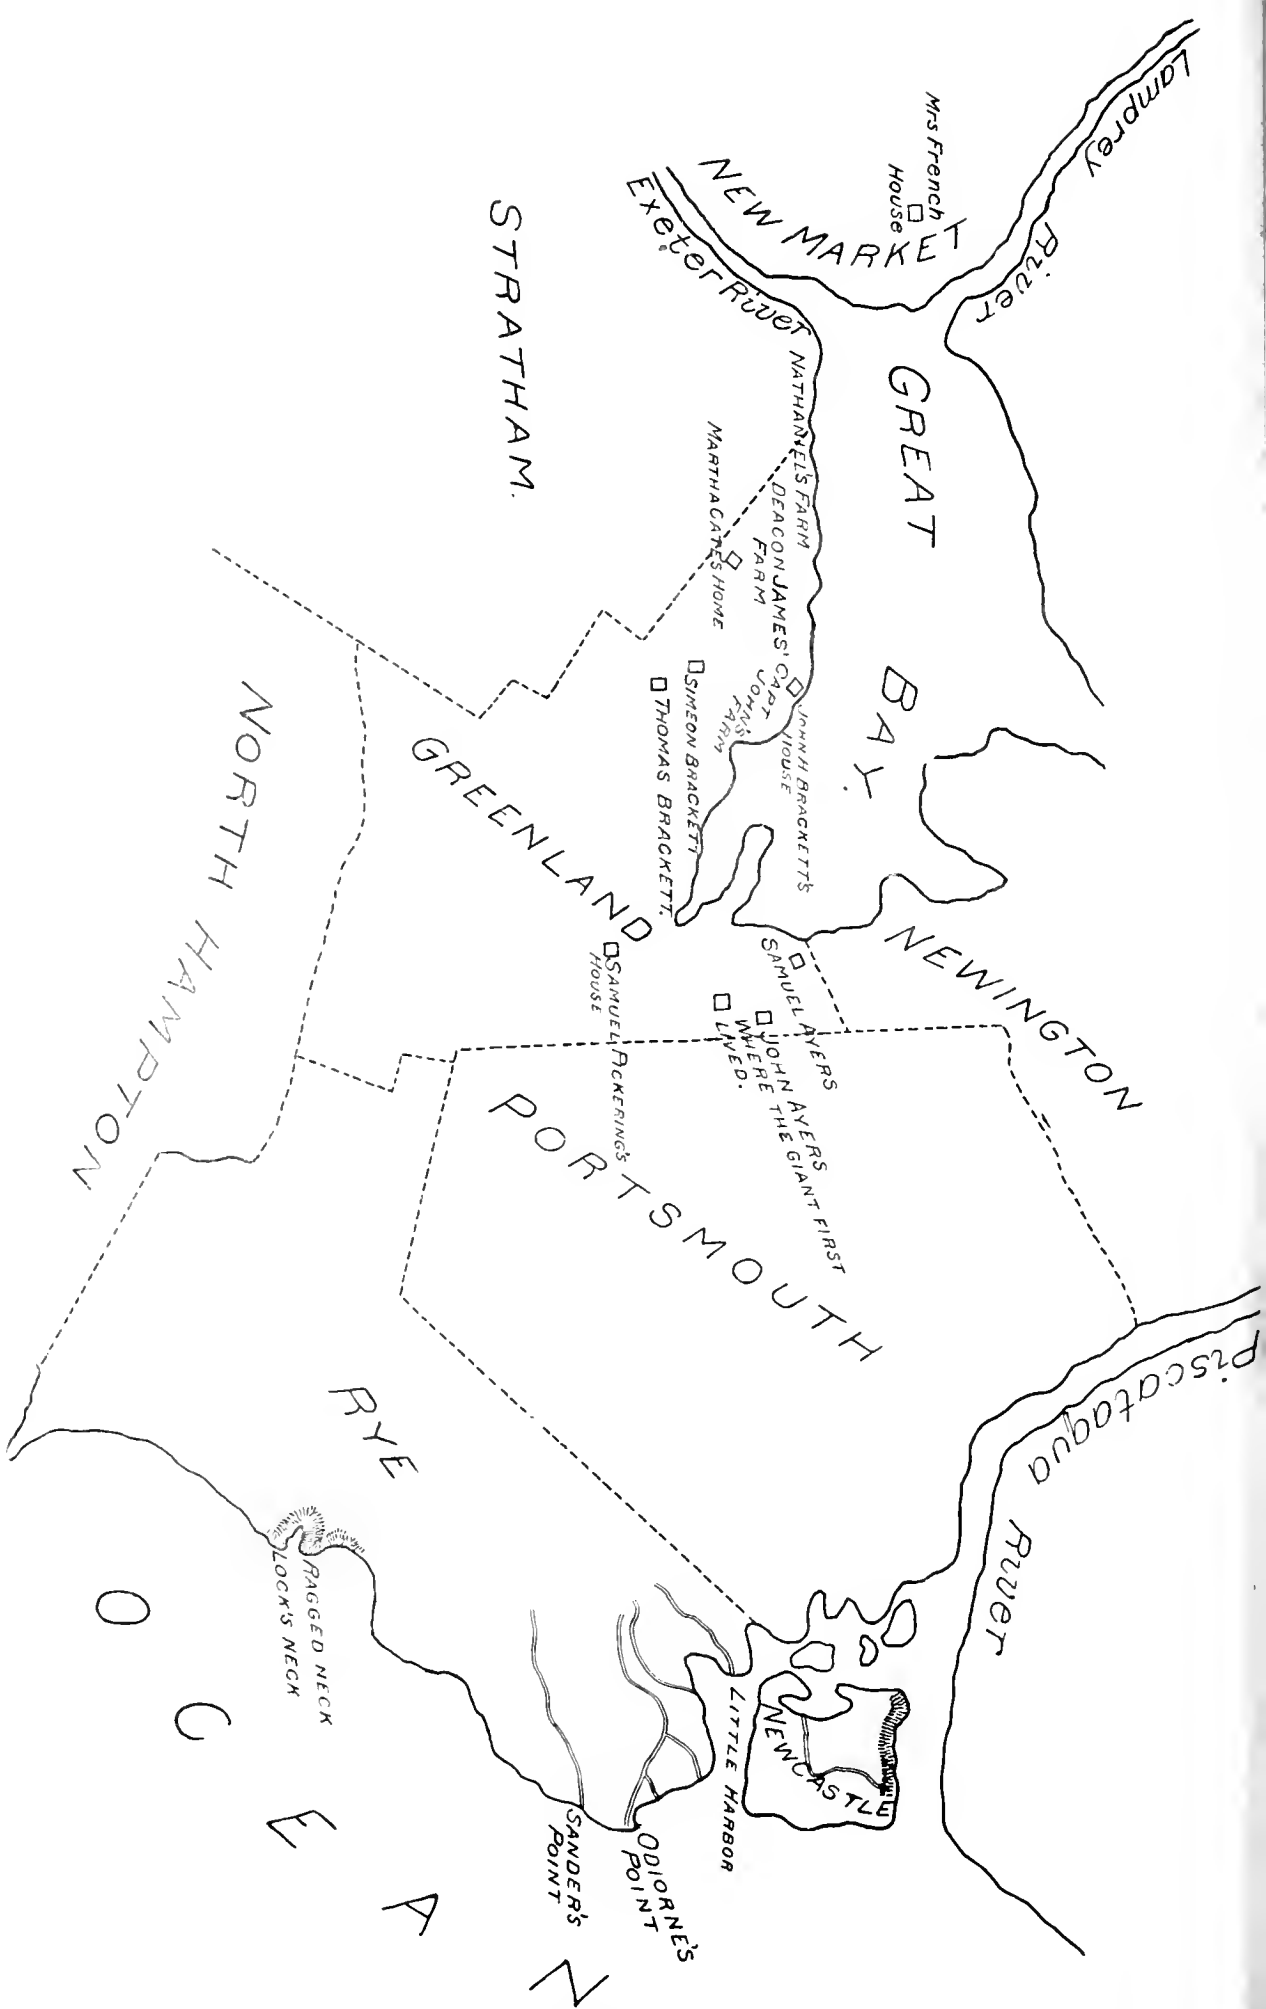 Lamprey River
Mrs French
House
NEW MARKET
Exeter River
STRATHAM.
GREAT BAY.
NATHANIEL'S FARM
DEACON JAMES'
FARM
MARTHA CATE'S HOME
CAPT
JOHN'S
FARM
JOHN H BRACKETT'S
HOUSE
SIMEON BRACKETT
THOMAS BRACKETT.
GREENLAND
NEWINGTON
SAMUEL AYERS
JOHN AYERS
WHERE THE GIANT FIRST
LIVED.
SAMUEL PICKERING'S
HOUSE
NORTH HAMPTON
PORTSMOUTH
Piscataqua River
RYE
RAGGED NECK
LOCK'S NECK
NEWCASTLE
LITTLE HARBOR
ODIORNE'S
POINT
SANDER'S
POINT
OCEAN